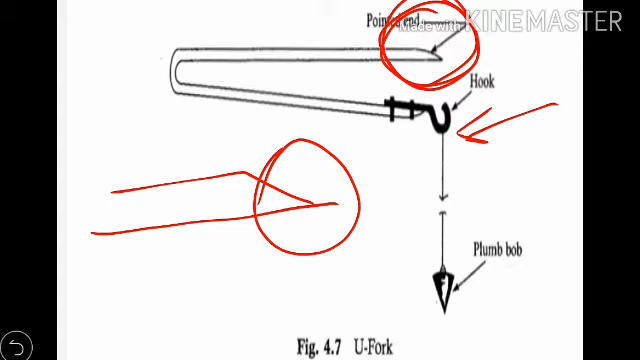 Pointed end
Made with KINEMASTER
Hook
Plumb bob
Fig. 4.7 U-Fork